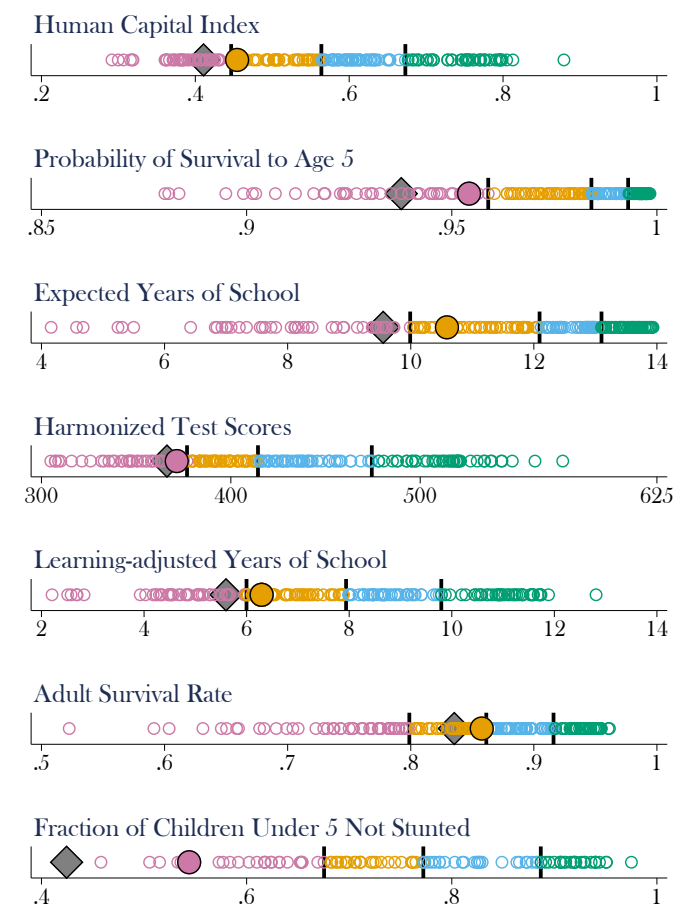 Human Capital Index
.2 .4 .6 .8 1
Probability of Survival to Age 5
.85 .9 .95 1
Expected Years of School
4 6 8 10 12 14
Harmonized Test Scores
300 400 500 625
Learning-adjusted Years of School
2 4 6 8 10 12 14
Adult Survival Rate
.5 .6 .7 .8 .9 1
Fraction of Children Under 5 Not Stunted
.4 .6 .8 1